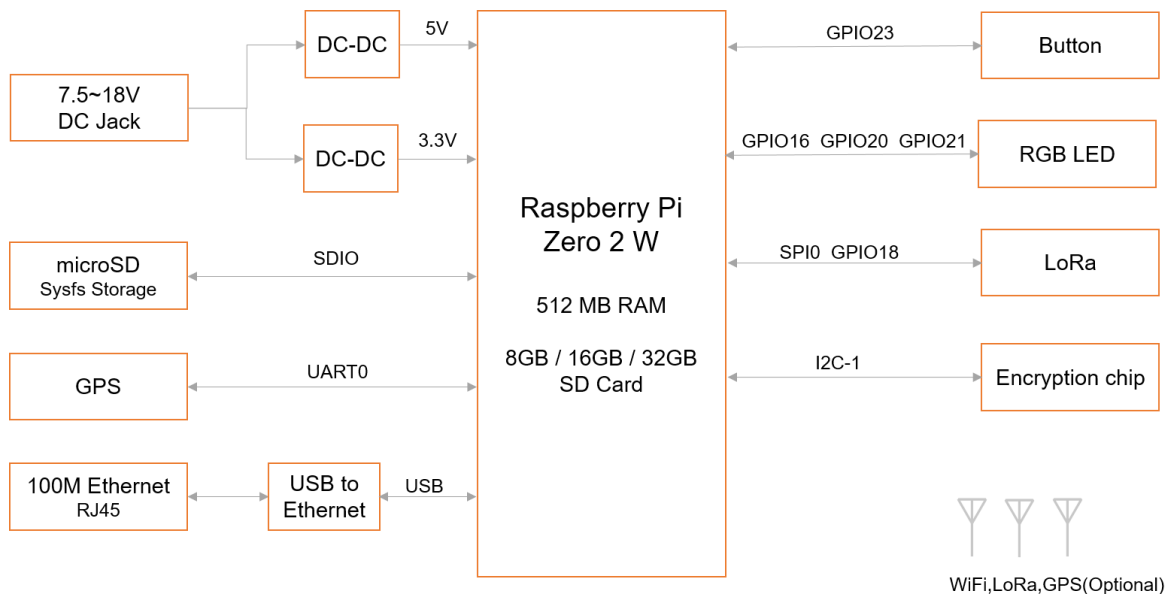 7.5~18V
DC Jack
DC-DC
5V
DC-DC
3.3V
microSD
Sysfs Storage
SDIO
GPS
UART0
100M Ethernet
RJ45
USB to
Ethernet
USB
Raspberry Pi
Zero 2 W
512 MB RAM
8GB / 16GB / 32GB
SD Card
GPIO23
Button
GPIO16 GPIO20 GPIO21
RGB LED
SPI0 GPIO18
LoRa
I2C-1
Encryption chip
WiFi,LoRa,GPS(Optional)